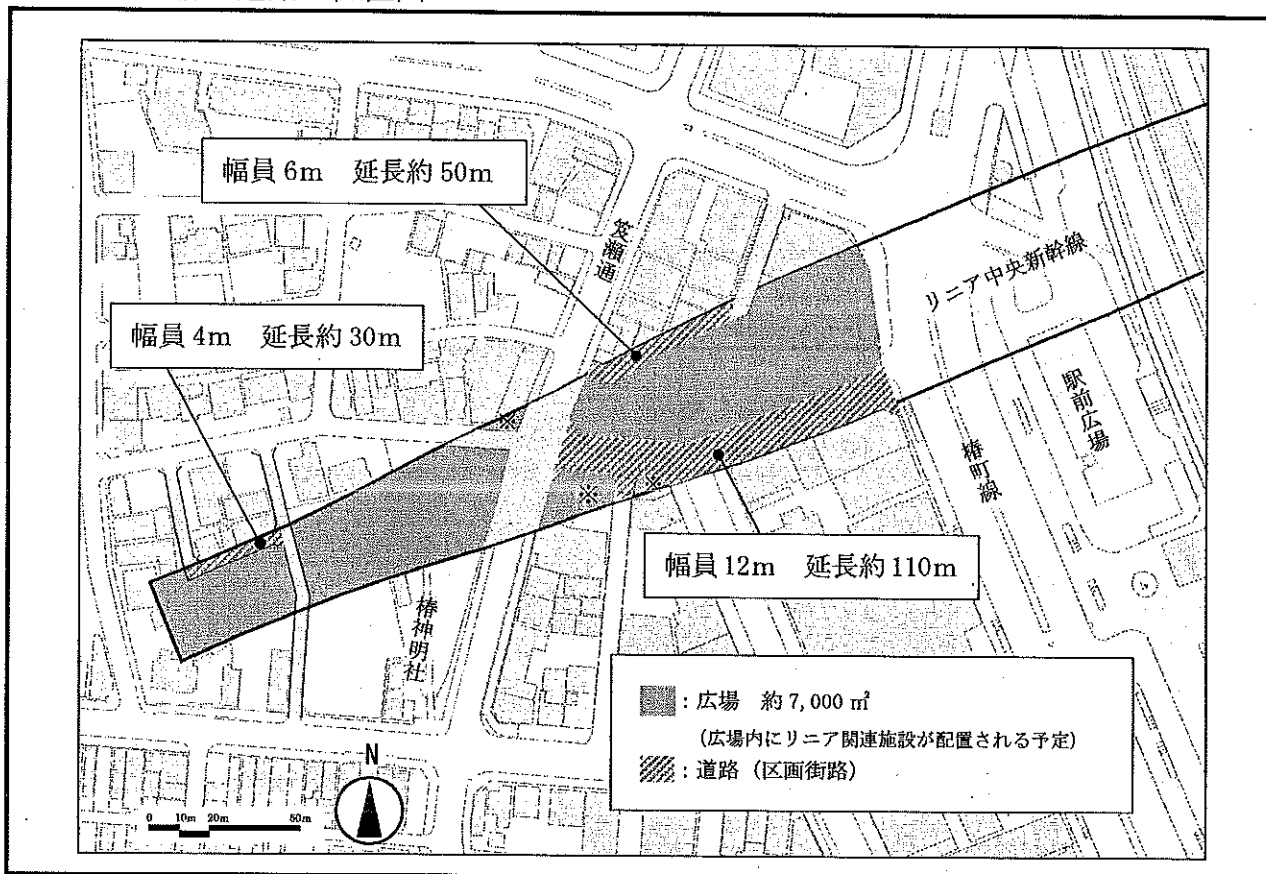 幅員 6m 延長約 50m
笈瀬通
リニア中央新幹線
幅員 4m 延長約 30m
※
駅前広場
椿町線
※
※
幅員 12m 延長約 110m
椿神明社
：広場 約 7,000 ㎡
(広場内にリニア関連施設が配置される予定)
：道路（区画街路）
N
0 10m 20m 50m